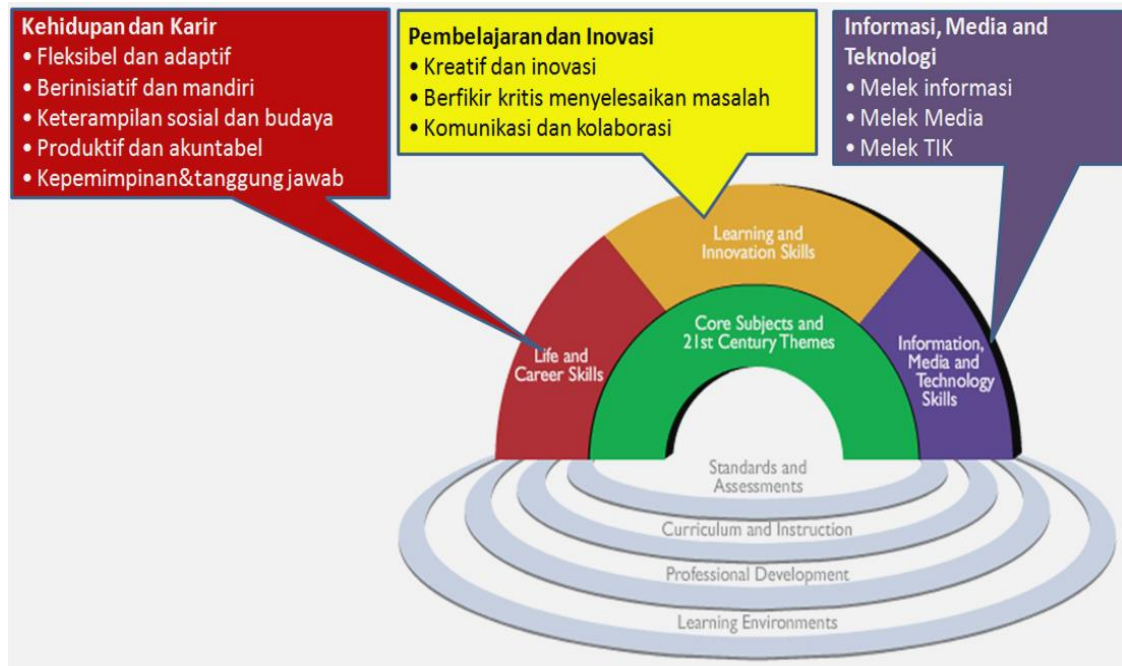 Kehidupan dan Karir
• Fleksibel dan adaptif
• Berinisiatif dan mandiri
• Keterampilan sosial dan budaya
• Produktif dan akuntabel
• Kepemimpinan&tanggung jawab
Pembelajaran dan Inovasi
• Kreatif dan inovasi
• Berfikir kritis menyelesaikan masalah
• Komunikasi dan kolaborasi
Informasi, Media and
Teknologi
• Melek informasi
• Melek Media
• Melek TIK
Learning and
Innovation Skills
Core Subjects and
21st Century Themes
Life and
Career Skills
Information,
Media and
Technology
Skills
Standards and
Assessments
Curriculum and Instruction
Professional Development
Learning Environments